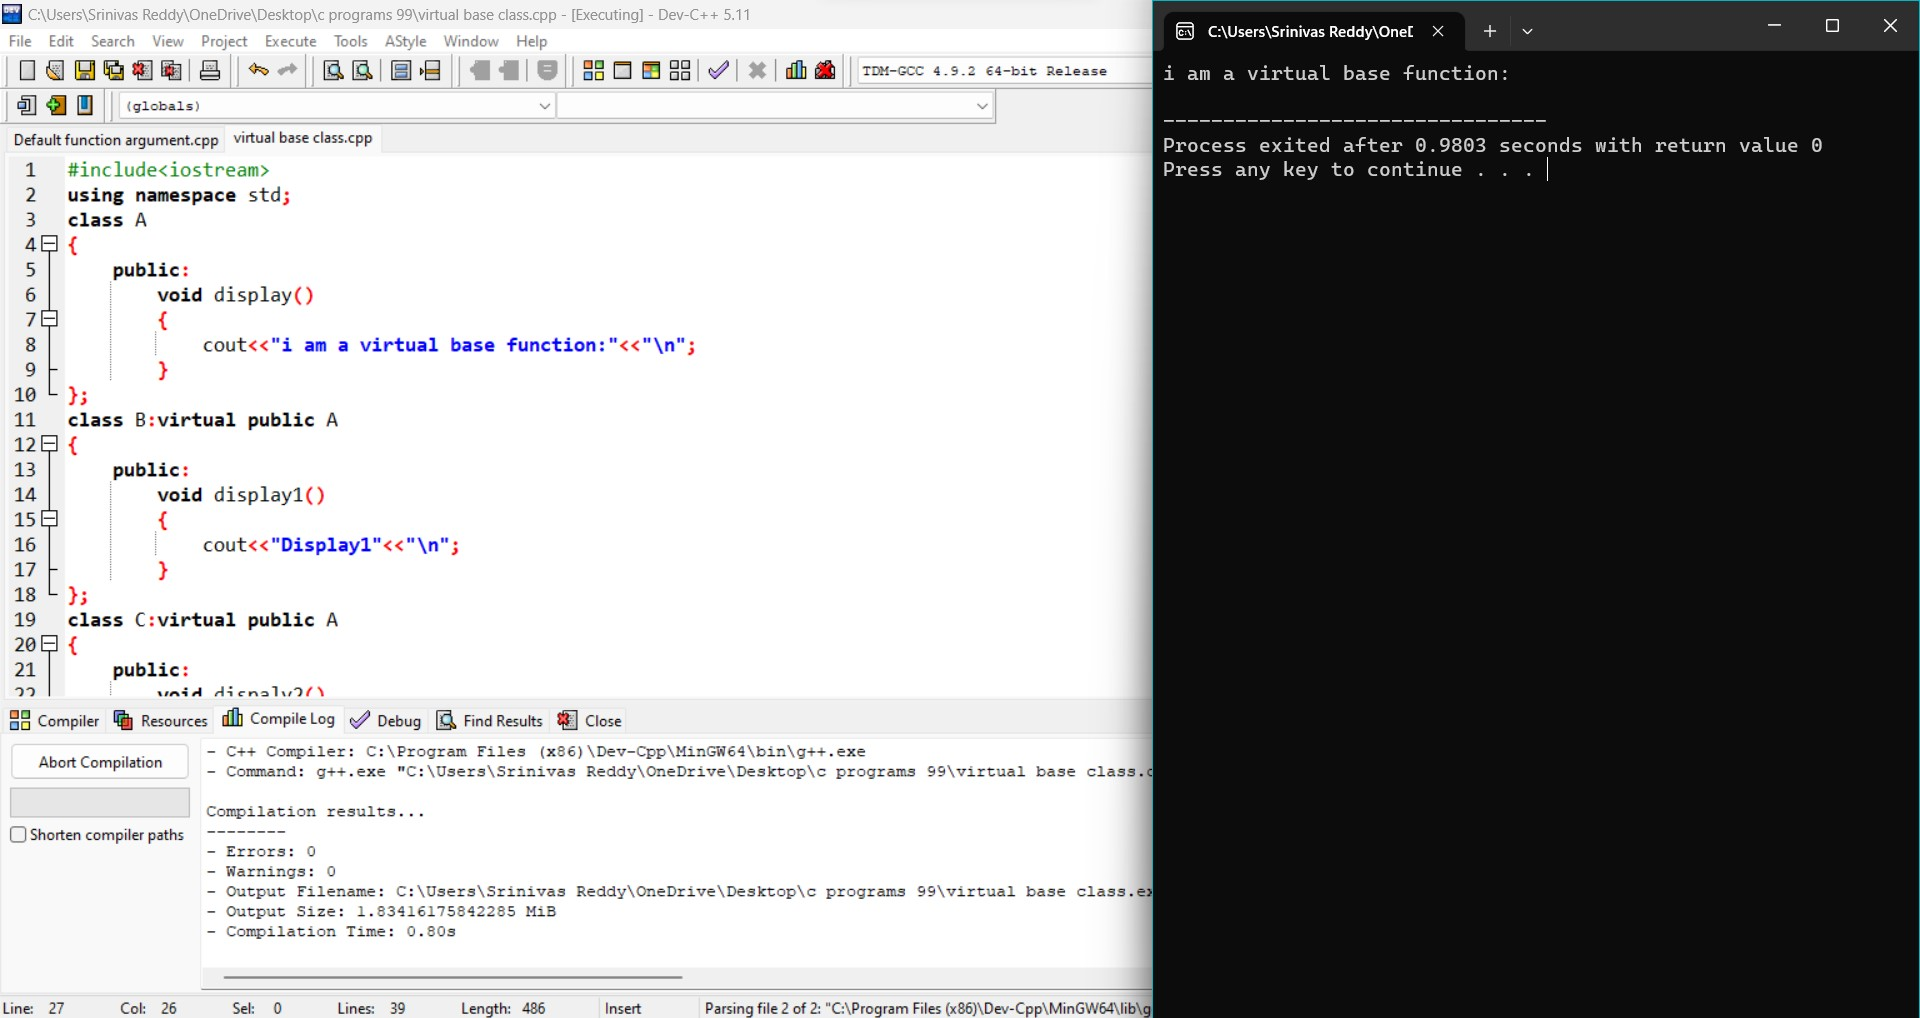 C:\Users\Srinivas Reddy\OneDrive\Desktop\c programs 99\virtual base class.cpp - [Executing] - Dev-C++ 5.11
File Edit Search View Project Execute Tools AStyle Window Help
TDM-GCC 4.9.2 64-bit Release
(globals)
Default function argument.cpp virtual base class.cpp
1 #include<iostream>
2 using namespace std;
3 class A
4 {
5 public:
6 void display()
7 {
8 cout<<"i am a virtual base function:"<<"\n";
9 }
10 };
11 class B:virtual public A
12 {
13 public:
14 void display1()
15 {
16 cout<<"Display1"<<"\n";
17 }
18 };
19 class C:virtual public A
20 {
21 public:
22 void dispaly2()
Compiler Resources Compile Log Debug Find Results Close
Abort Compilation
Shorten compiler paths
- C++ Compiler: C:\Program Files (x86)\Dev-Cpp\MinGW64\bin\g++.exe
- Command: g++.exe "C:\Users\Srinivas Reddy\OneDrive\Desktop\c programs 99\virtual base class.c
Compilation results...
--------
- Errors: 0
- Warnings: 0
- Output Filename: C:\Users\Srinivas Reddy\OneDrive\Desktop\c programs 99\virtual base class.ex
- Output Size: 1.83416175842285 MiB
- Compilation Time: 0.80s
Line: 27 Col: 26 Sel: 0 Lines: 39 Length: 486 Insert Parsing file 2 of 2: "C:\Program Files (x86)\Dev-Cpp\MinGW64\lib\g
C:\Users\Srinivas Reddy\OneD
i am a virtual base function:
--------------------------------
Process exited after 0.9803 seconds with return value 0
Press any key to continue . . .